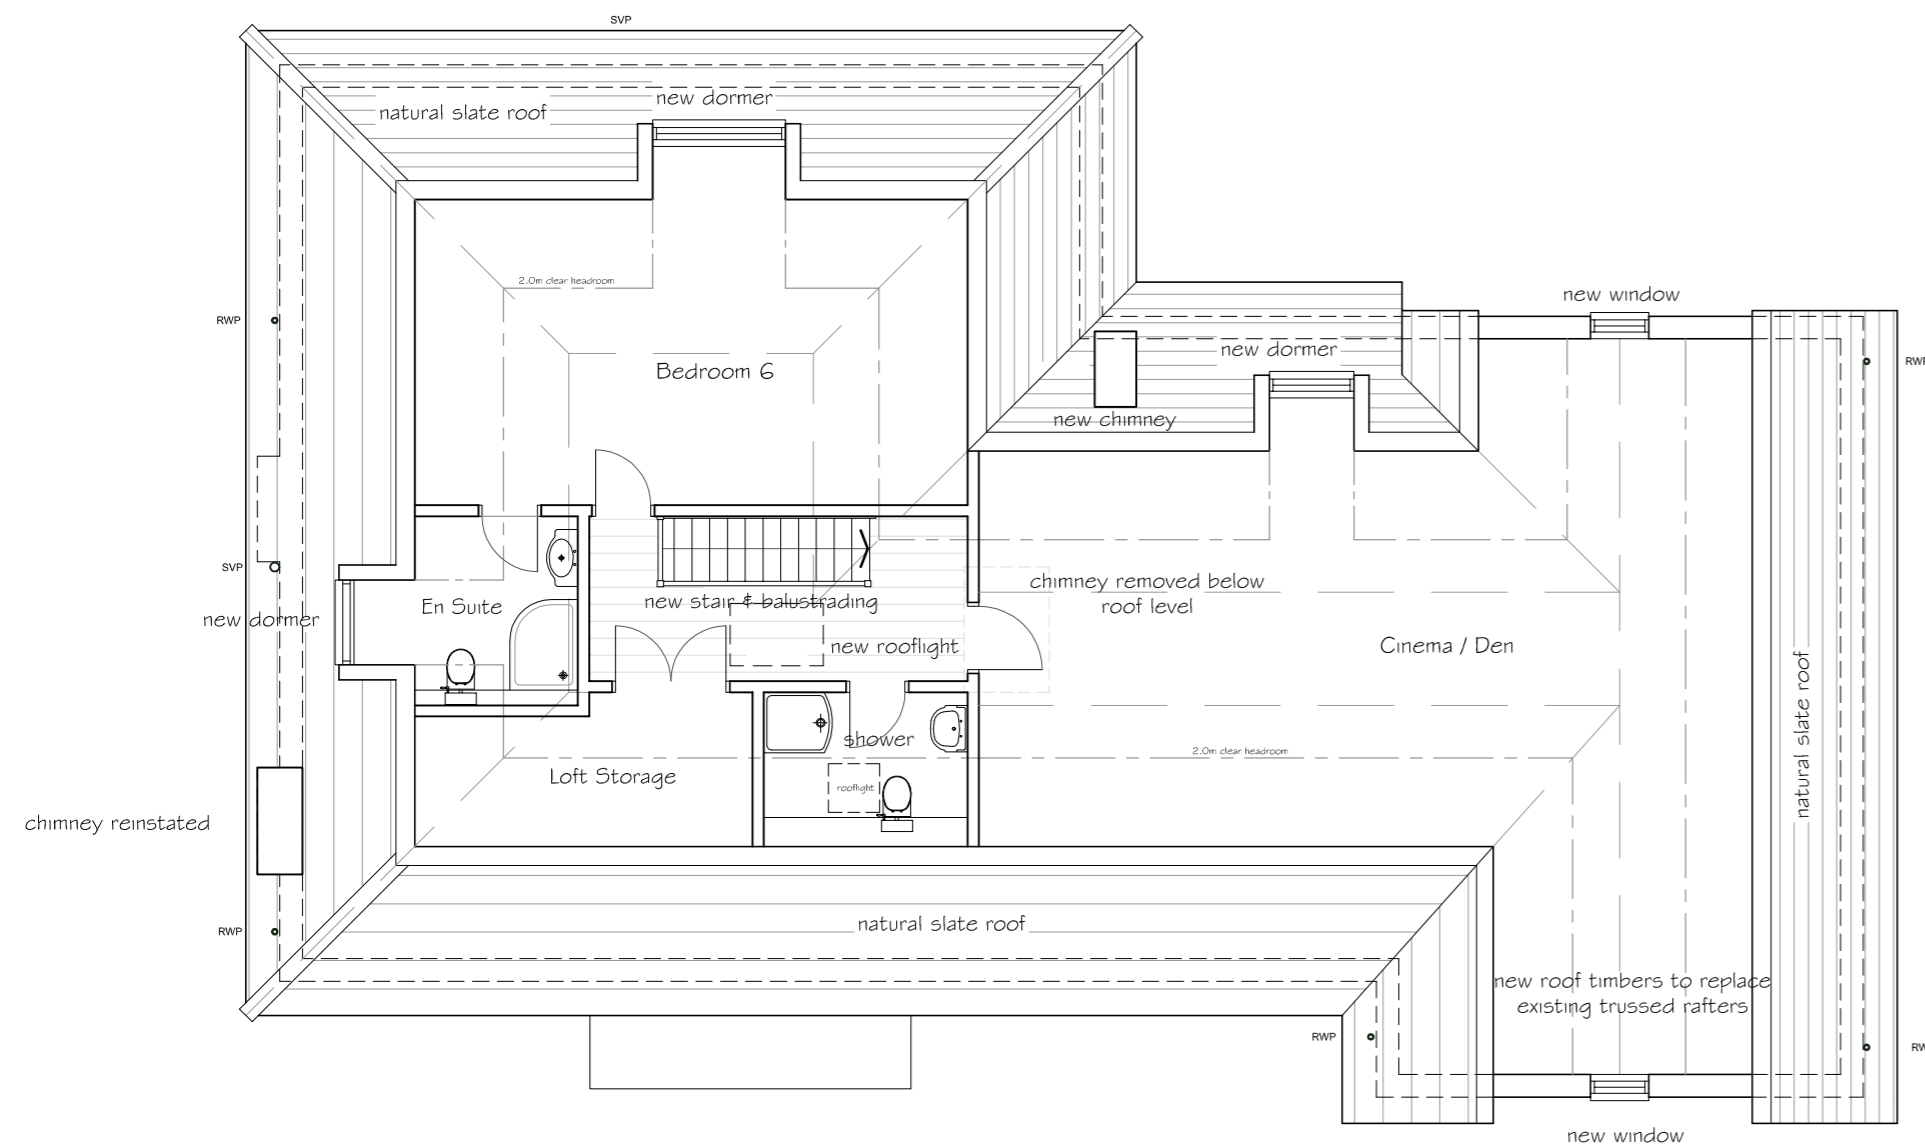 SVP
natural slate roof
new dormer
2.0m clear headroom
new window
RWP
RWP
new dormer
Bedroom 6
new chimney
SVP
new dormer
En Suite
new stair & balustrading
chimney removed below
roof level
new rooflight
Cinema / Den
natural slate roof
shower
2.0m clear headroom
Loft Storage
rooflight
chimney reinstated
natural slate roof
RWP
new roof timbers to replace
existing trussed rafters
RWP
RW
new window